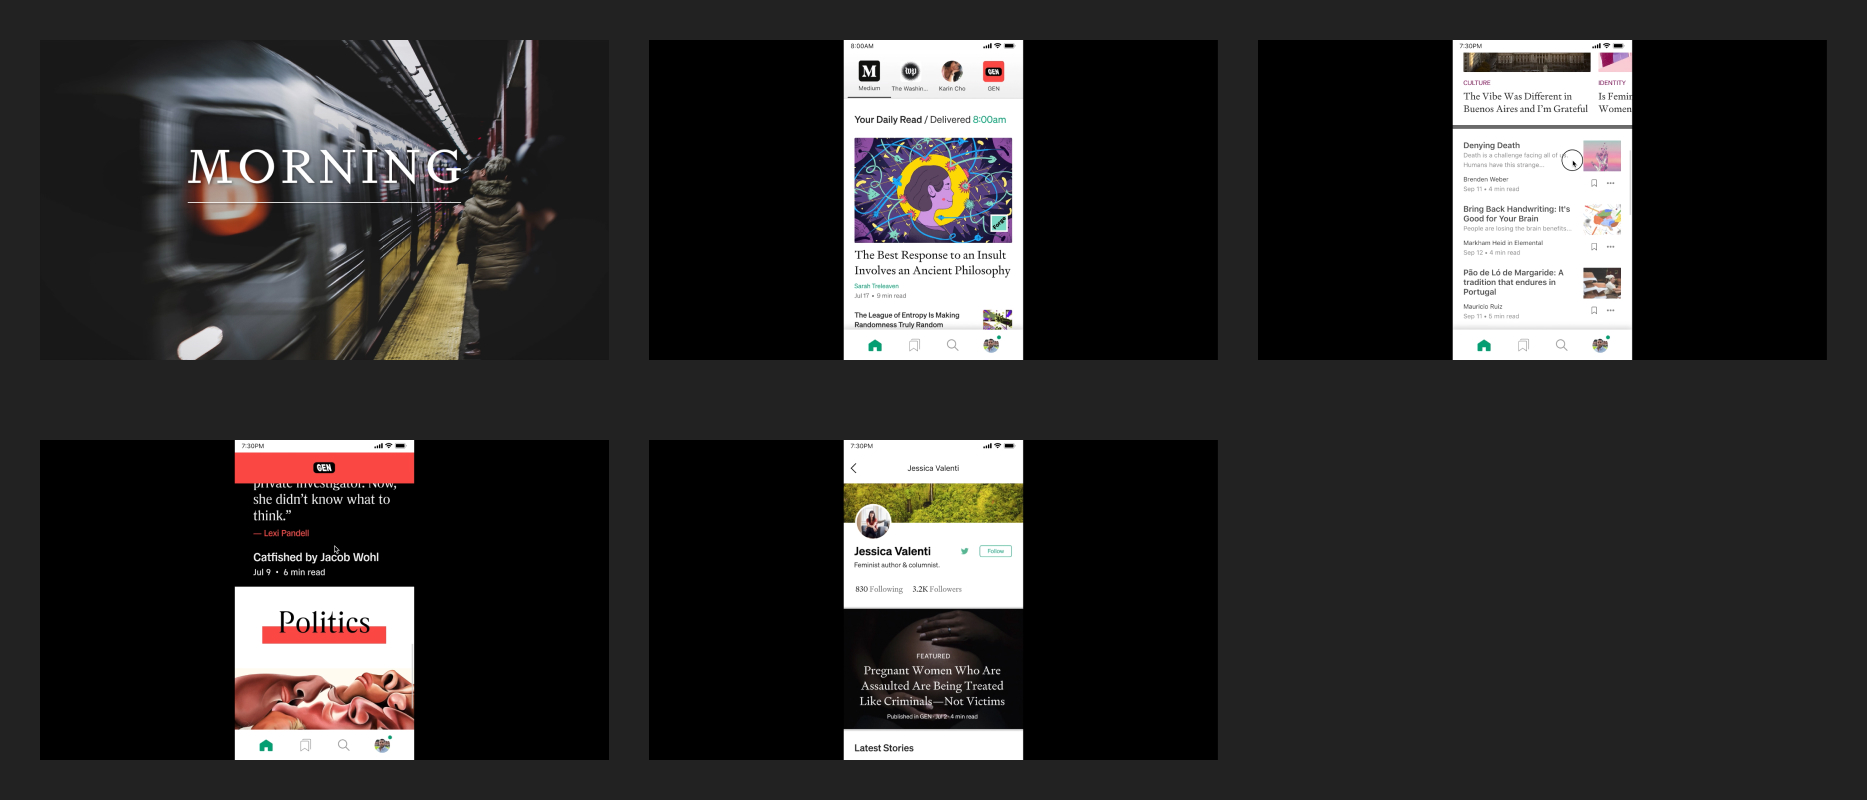 MORNING
8:00AM
M
wp
GEN
Medium
The Washin...
Karin Cho
GEN
Your Daily Read / Delivered 8:00am
The Best Response to an Insult
Involves an Ancient Philosophy
Sarah Treleaven
Jul 17 • 9 min read
The League of Entropy Is Making
Randomness Truly Random
7:30PM
CULTURE
The Vibe Was Different in
Buenos Aires and I'm Grateful
IDENTITY
Is Femin
Women
Denying Death
Death is a challenge facing all of us.
Humans have this strange...
Brenden Weber
Sep 11 • 4 min read
Bring Back Handwriting: It's
Good for Your Brain
People are losing the brain benefits...
Markham Heid in Elemental
Sep 12 • 4 min read
Pão de Ló de Margaride: A
tradition that endures in
Portugal
Mauricio Ruiz
Sep 11 • 5 min read
7:30PM
GEN
private investigator. Now,
she didn't know what to
think.”
— Lexi Pandell
Catfished by Jacob Wohl
Jul 9 • 6 min read
Politics
7:30PM
Jessica Valenti
Jessica Valenti
Follow
Feminist author & columnist.
830 Following 3.2K Followers
FEATURED
Pregnant Women Who Are
Assaulted Are Being Treated
Like Criminals—Not Victims
Published in GEN · Jul 2 · 4 min read
Latest Stories